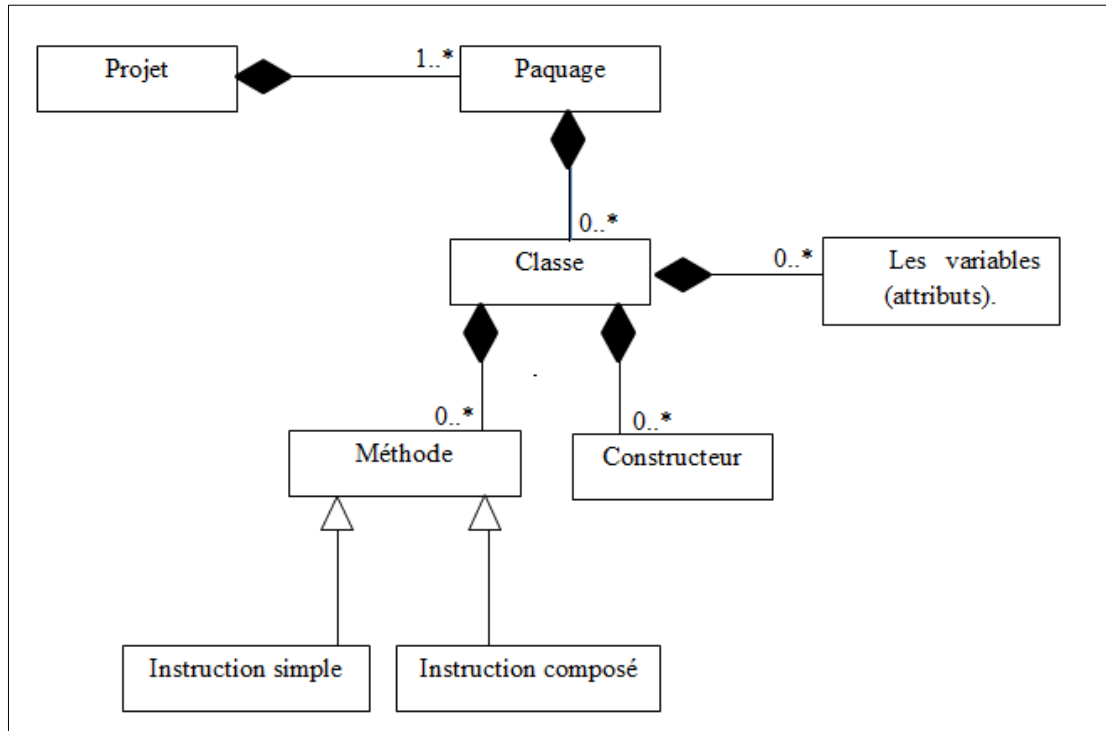 Projet
1..*
Paquage
0..*
Classe
0..*
Les variables
(attributs).
0..*
0..*
Méthode
Constructeur
Instruction simple
Instruction composé